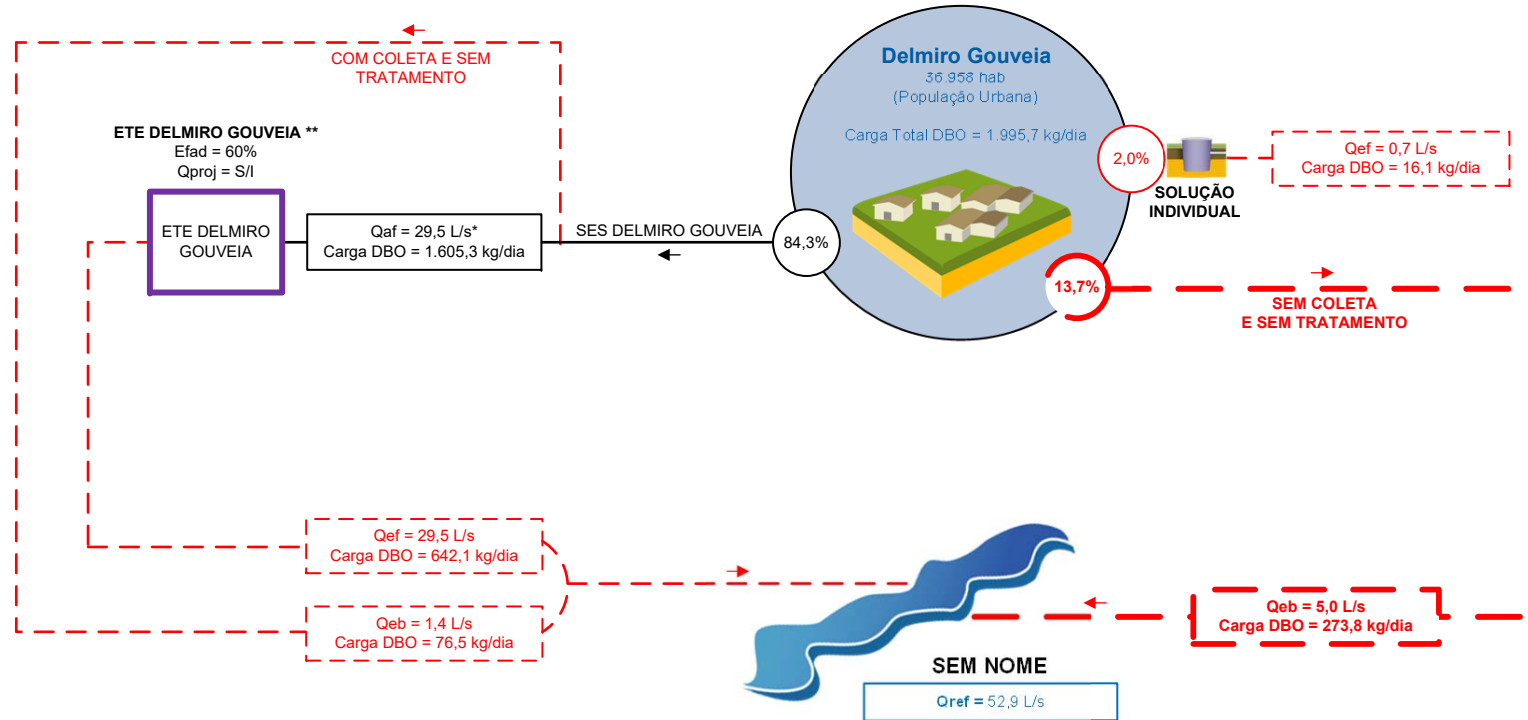 COM COLETA E SEM
TRATAMENTO
Delmiro Gouveia
36.958 hab
(População Urbana)
Carga Total DBO = 1.995,7 kg/dia
ETE DELMIRO GOUVEIA **
Efad = 60%
Qproj = S/I
ETE DELMIRO
GOUVEIA
Qaf = 29,5 L/s*
Carga DBO = 1.605,3 kg/dia
SES DELMIRO GOUVEIA
84,3%
2,0%
SOLUÇÃO
INDIVIDUAL
Qef = 0,7 L/s
Carga DBO = 16,1 kg/dia
13,7%
SEM COLETA
E SEM TRATAMENTO
Qef = 29,5 L/s
Carga DBO = 642,1 kg/dia
Qeb = 1,4 L/s
Carga DBO = 76,5 kg/dia
Qeb = 5,0 L/s
Carga DBO = 273,8 kg/dia
SEM NOME
Qref = 52,9 L/s